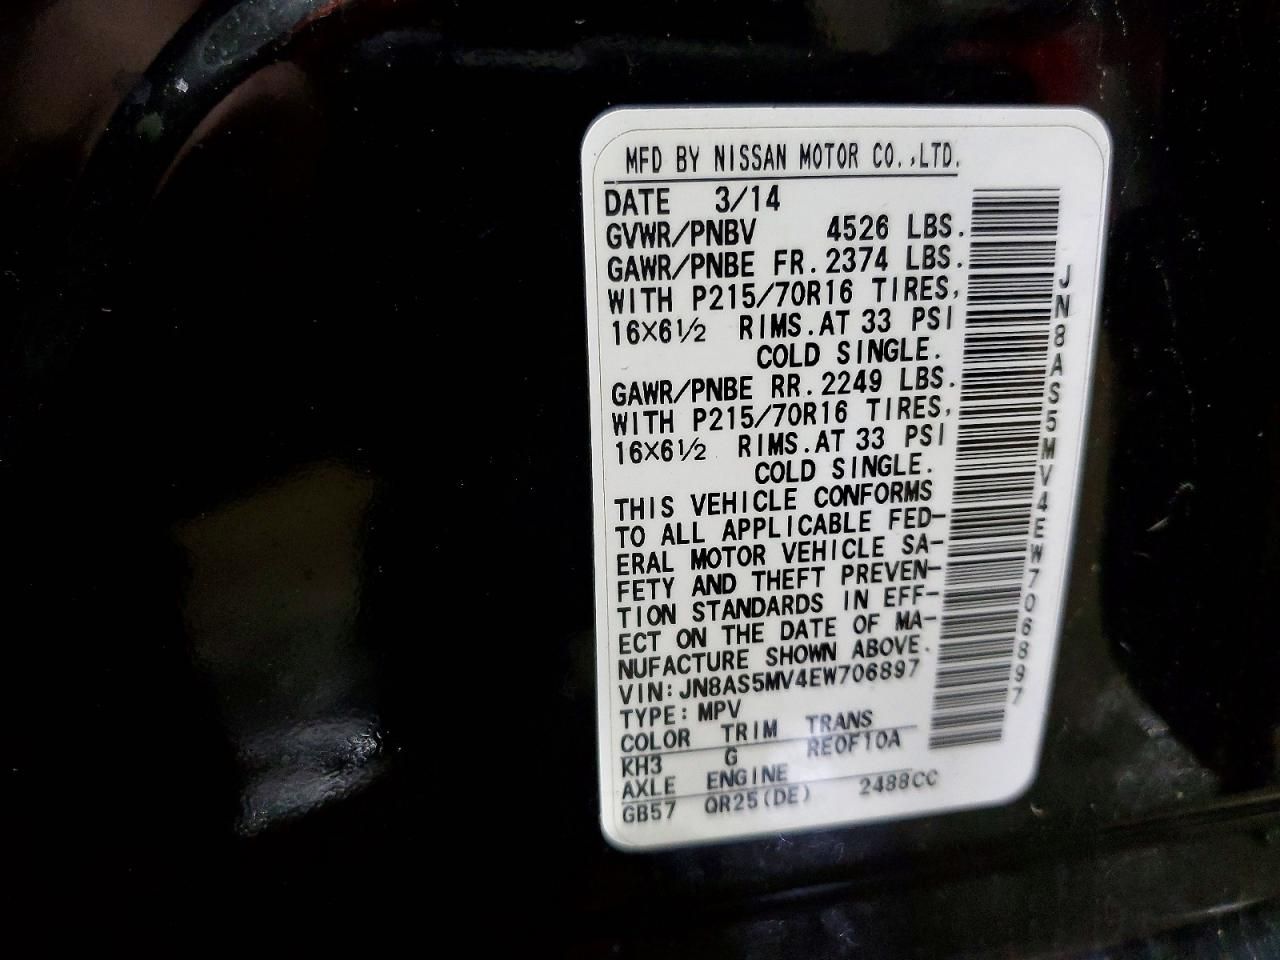 MFD BY NISSAN MOTOR CO.,LTD.
DATE 3/14
GVWR/PNBV 4526 LBS.
GAWR/PNBE FR. 2374 LBS.
WITH P215/70R16 TIRES,
16×6½ RIMS. AT 33 PSI
COLD SINGLE.
GAWR/PNBE RR. 2249 LBS.
WITH P215/70R16 TIRES,
16×6½ RIMS. AT 33 PSI
COLD SINGLE.
THIS VEHICLE CONFORMS
TO ALL APPLICABLE FED-
ERAL MOTOR VEHICLE SA-
FETY AND THEFT PREVEN-
TION STANDARDS IN EFF-
ECT ON THE DATE OF MA-
NUFACTURE SHOWN ABOVE.
VIN: JN8AS5MV4EW706897
TYPE: MPV
COLOR TRIM TRANS
KH3 G RE0F10A
AXLE ENGINE
GB57 QR25(DE) 2488CC
JN8AS5MV4EW706897